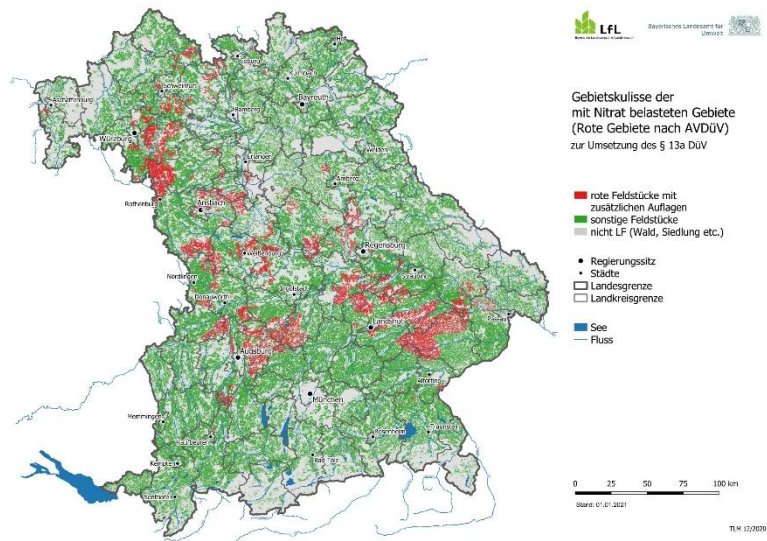 LfL
Bayerisches Landesamt für
Umwelt
Gebietskulisse der
mit Nitrat belasteten Gebiete
(Rote Gebiete nach AVDüV)
zur Umsetzung des § 13a DüV
rote Feldstücke mit
zusätzlichen Auflagen
sonstige Feldstücke
nicht LF (Wald, Siedlung etc.)
Regierungssitz
Städte
Landesgrenze
Landkreisgrenze
See
Fluss
0 25 50 75 100 km
Stand: 01.01.2021
TLM 12/2020
Hof
Coburg
Schweinfurt
Aschaffenburg
Bayreuth
Bamberg
Würzburg
Erlangen
Weiden
Amberg
Rothenburg
Ansbach
Weißenburg
Regensburg
Straubing
Nördlingen
Ingolstadt
Donauwörth
Landshut
Passau
Augsburg
Altötting
München
Memmingen
Kaufbeuren
Rosenheim
Traunstein
Kempten
Bad Tölz
Sonthofen